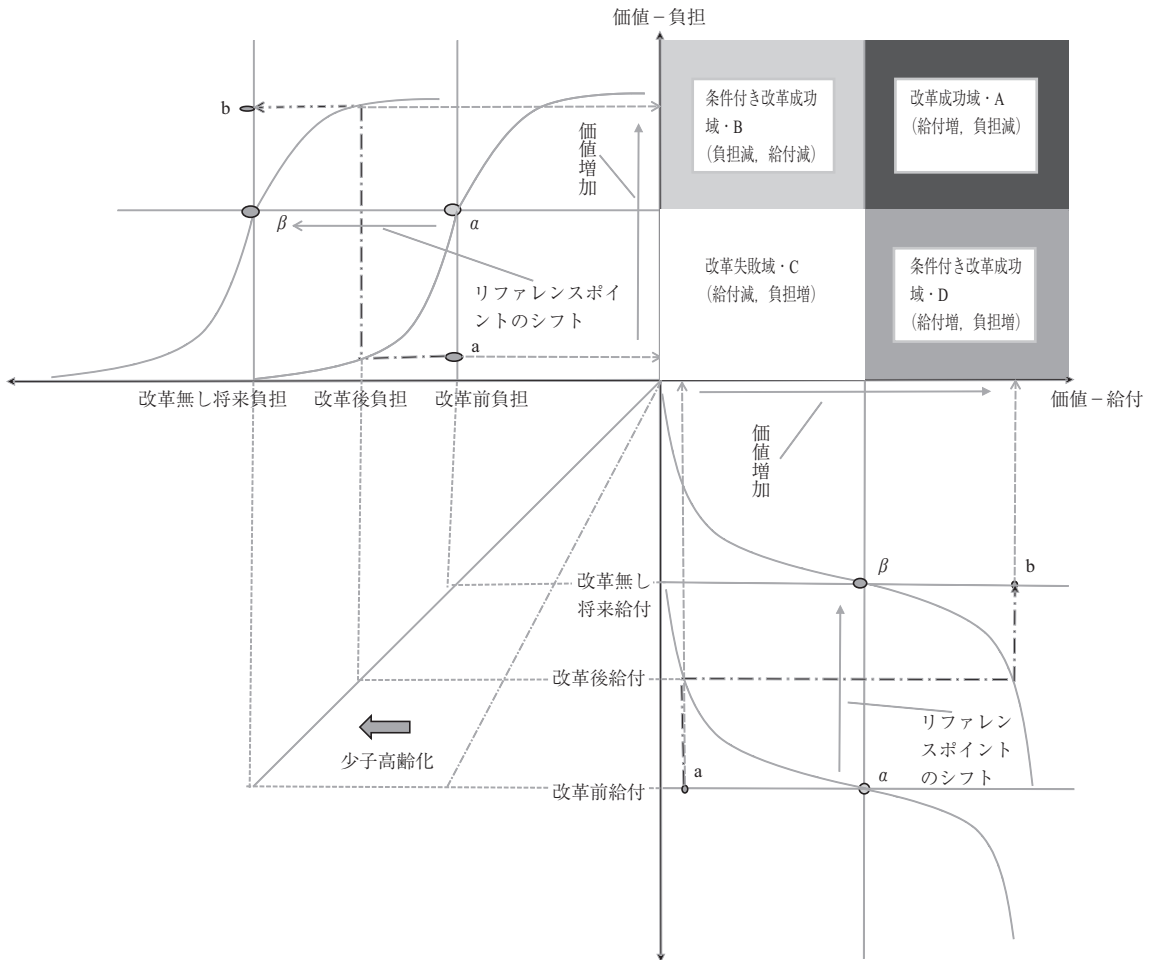 価値－負担
b
条件付き改革成功
域・B
（負担減，給付減）
改革成功域・A
（給付増，負担減）
価値増加
β
α
リファレンスポイ
ントのシフト
a
改革失敗域・C
（給付減，負担増）
条件付き改革成功
域・D
（給付増，負担増）
改革無し将来負担
改革後負担
改革前負担
価値－給付
価値増加
改革無し
将来給付
β
b
改革後給付
リファレン
スポイント
のシフト
少子高齢化
a
α
改革前給付